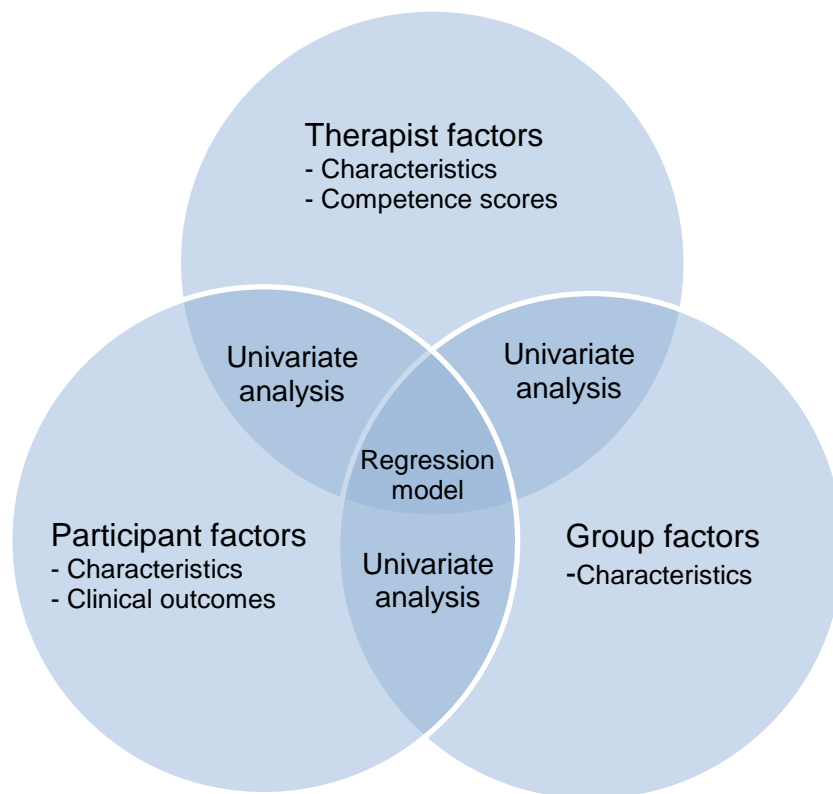 Therapist factors
- Characteristics
- Competence scores
Univariate
analysis
Univariate
analysis
Regression
model
Participant factors
- Characteristics
- Clinical outcomes
Univariate
analysis
Group factors
-Characteristics